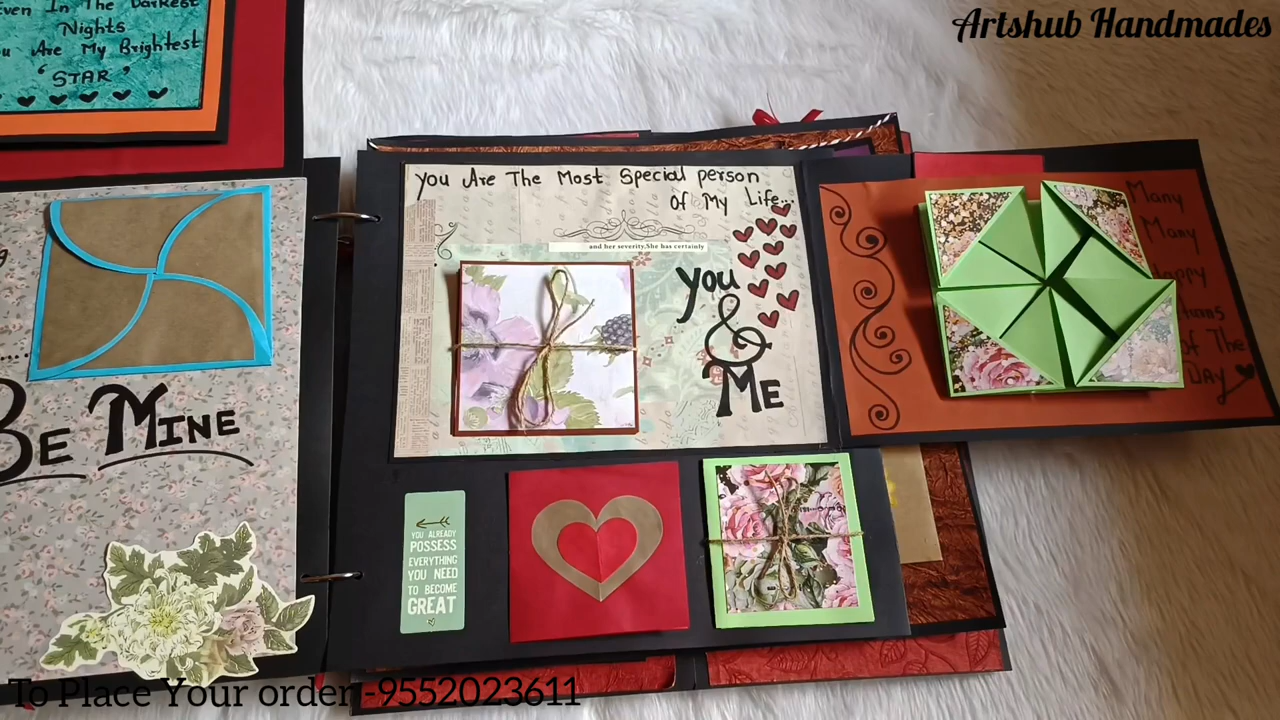 Artshub Handmades
Even In The Darkest
Nights
You Are My Brightest
‘STAR’
BE MINE
You Are The Most Special person
Of My Life...
and her severity, She has certainly
You
&
ME
Many
Many
Happy
Of The
DAY
YOU ALREADY
POSSESS
EVERYTHING
YOU NEED
TO BECOME
GREAT
To Place Your order -9552023611